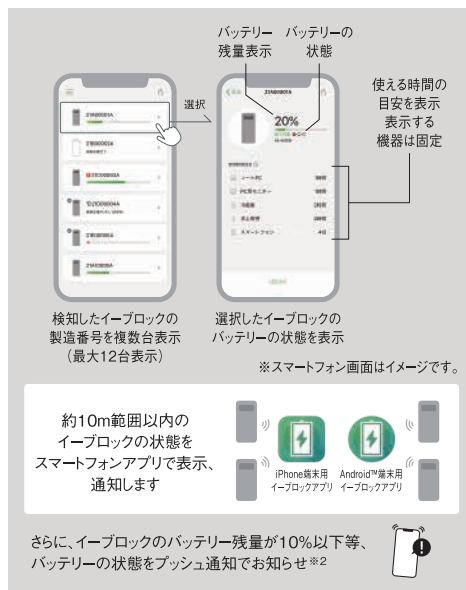 バッテリー
残量表示
バッテリーの
状態
使える時間の
目安を表示
表示する
機器は固定
選択
21A00001A
21B00002A
20%
21A00001A
ノートPC
PC用モニター
冷蔵庫
卓上照明
スマートフォン
検知したイーブロックの
製造番号を複数台表示
(最大12台表示)
選択したイーブロックの
バッテリーの状態を表示
※スマートフォン画面はイメージです。
約10m範囲以内の
イーブロックの状態を
スマートフォンアプリで表示、
通知します
iPhone端末用
イーブロックアプリ
Android™端末用
イーブロックアプリ
さらに、イーブロックのバッテリー残量が10%以下等、
バッテリーの状態をプッシュ通知でお知らせ※2